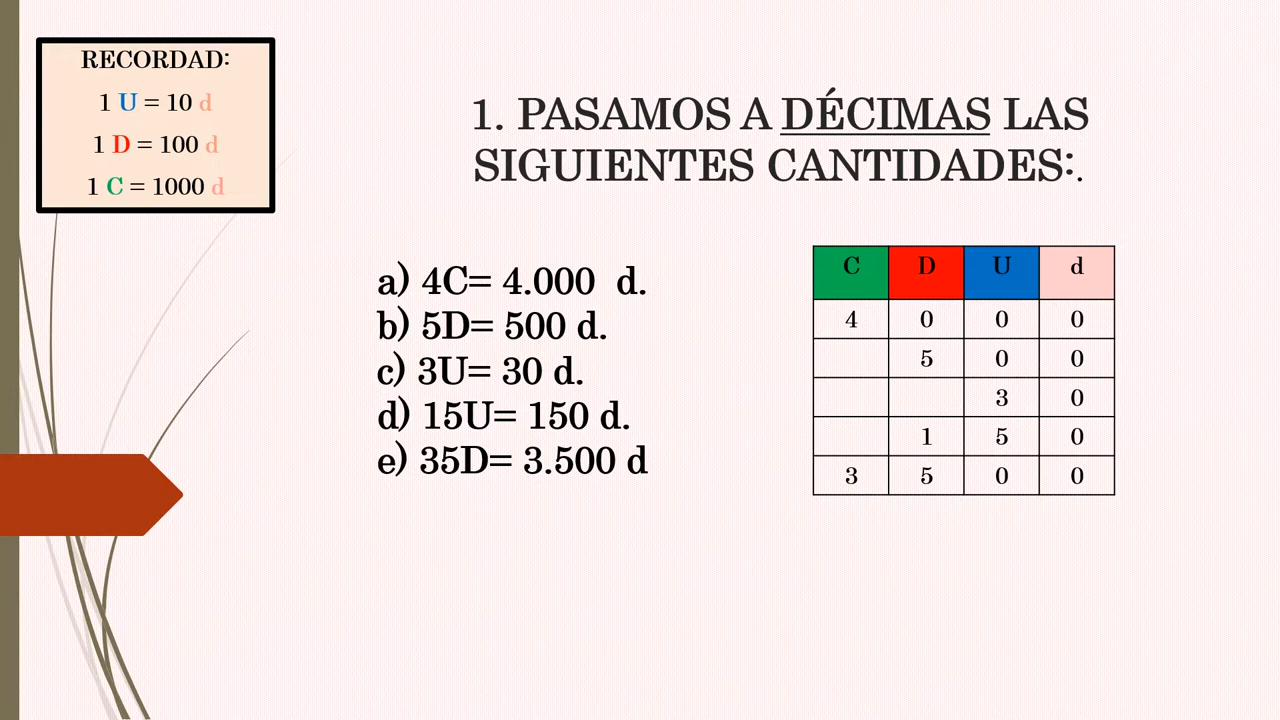 RECORDAD:
1 U = 10 d
1 D = 100 d
1 C = 1000 d
1. PASAMOS A DÉCIMAS LAS
SIGUIENTES CANTIDADES:.
a) 4C= 4.000  d.
b) 5D= 500 d.
c) 3U= 30 d.
d) 15U= 150 d.
e) 35D= 3.500 d
C D U d
4 0 0 0
5 0 0
3 0
1 5 0
3 5 0 0